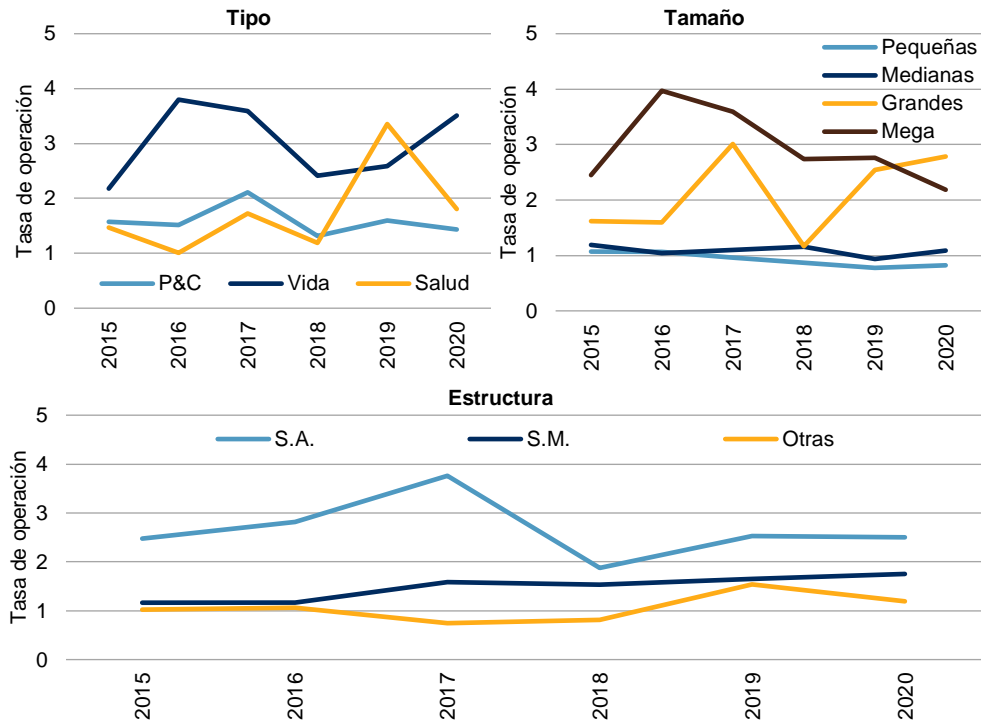 Tipo
5
4
3
2
1
0
Tasa de operación
P&C Vida Salud
2015 2016 2017 2018 2019 2020
Tamaño
5
4
3
2
1
0
Tasa de operación
Pequeñas
Medianas
Grandes
Mega
2015 2016 2017 2018 2019 2020
Estructura
5
4
3
2
1
0
Tasa de operación
S.A. S.M. Otras
2015 2016 2017 2018 2019 2020